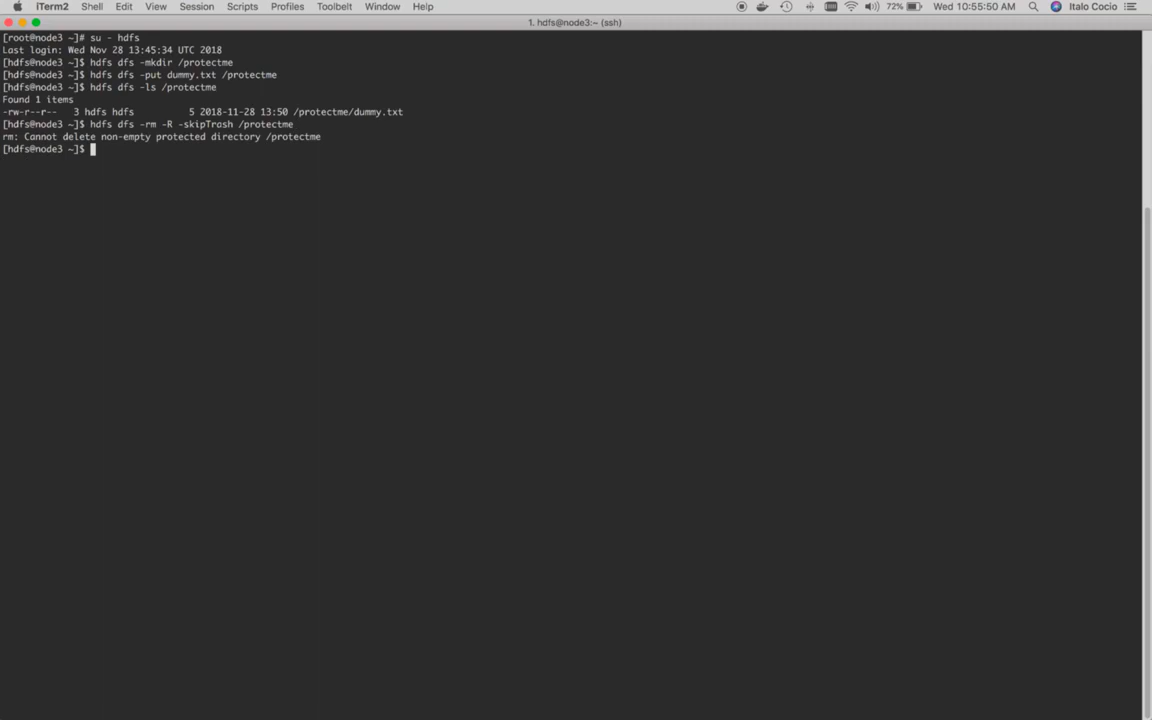 iTerm2 Shell Edit View Session Scripts Profiles Toolbelt Window Help 72% Wed 10:55:50 AM Italo Cocio
1. hdfs@node3:~ (ssh)
[root@node3 ~]# su - hdfs
Last login: Wed Nov 28 13:45:34 UTC 2018
[hdfs@node3 ~]$ hdfs dfs -mkdir /protectme
[hdfs@node3 ~]$ hdfs dfs -put dummy.txt /protectme
[hdfs@node3 ~]$ hdfs dfs -ls /protectme
Found 1 items
-rw-r--r--   3 hdfs hdfs          5 2018-11-28 13:50 /protectme/dummy.txt
[hdfs@node3 ~]$ hdfs dfs -rm -R -skipTrash /protectme
rm: Cannot delete non-empty protected directory /protectme
[hdfs@node3 ~]$